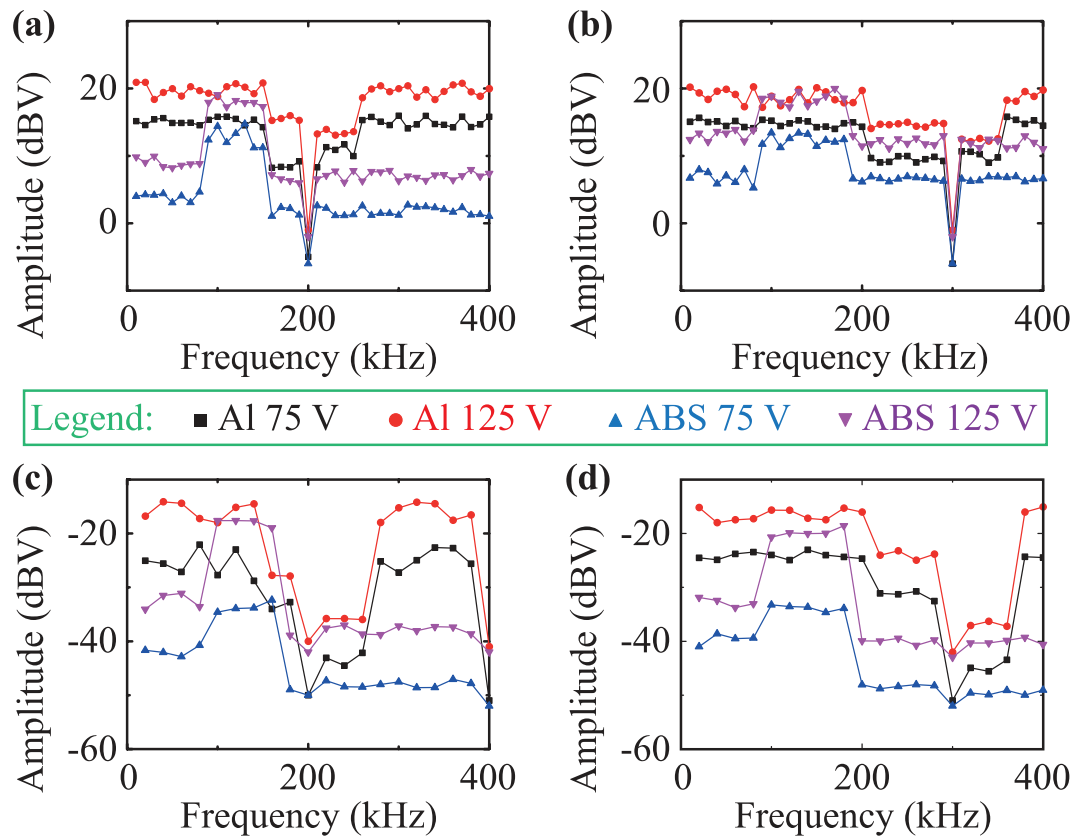 (a)
Amplitude (dBV)
20
0
0
200
400
Frequency (kHz)
(b)
Amplitude (dBV)
20
0
0
200
400
Frequency (kHz)
Legend: Al 75 V Al 125 V ABS 75 V ABS 125 V
(c)
Amplitude (dBV)
-20
-40
-60
0
200
400
Frequency (kHz)
(d)
Amplitude (dBV)
-20
-40
-60
0
200
400
Frequency (kHz)